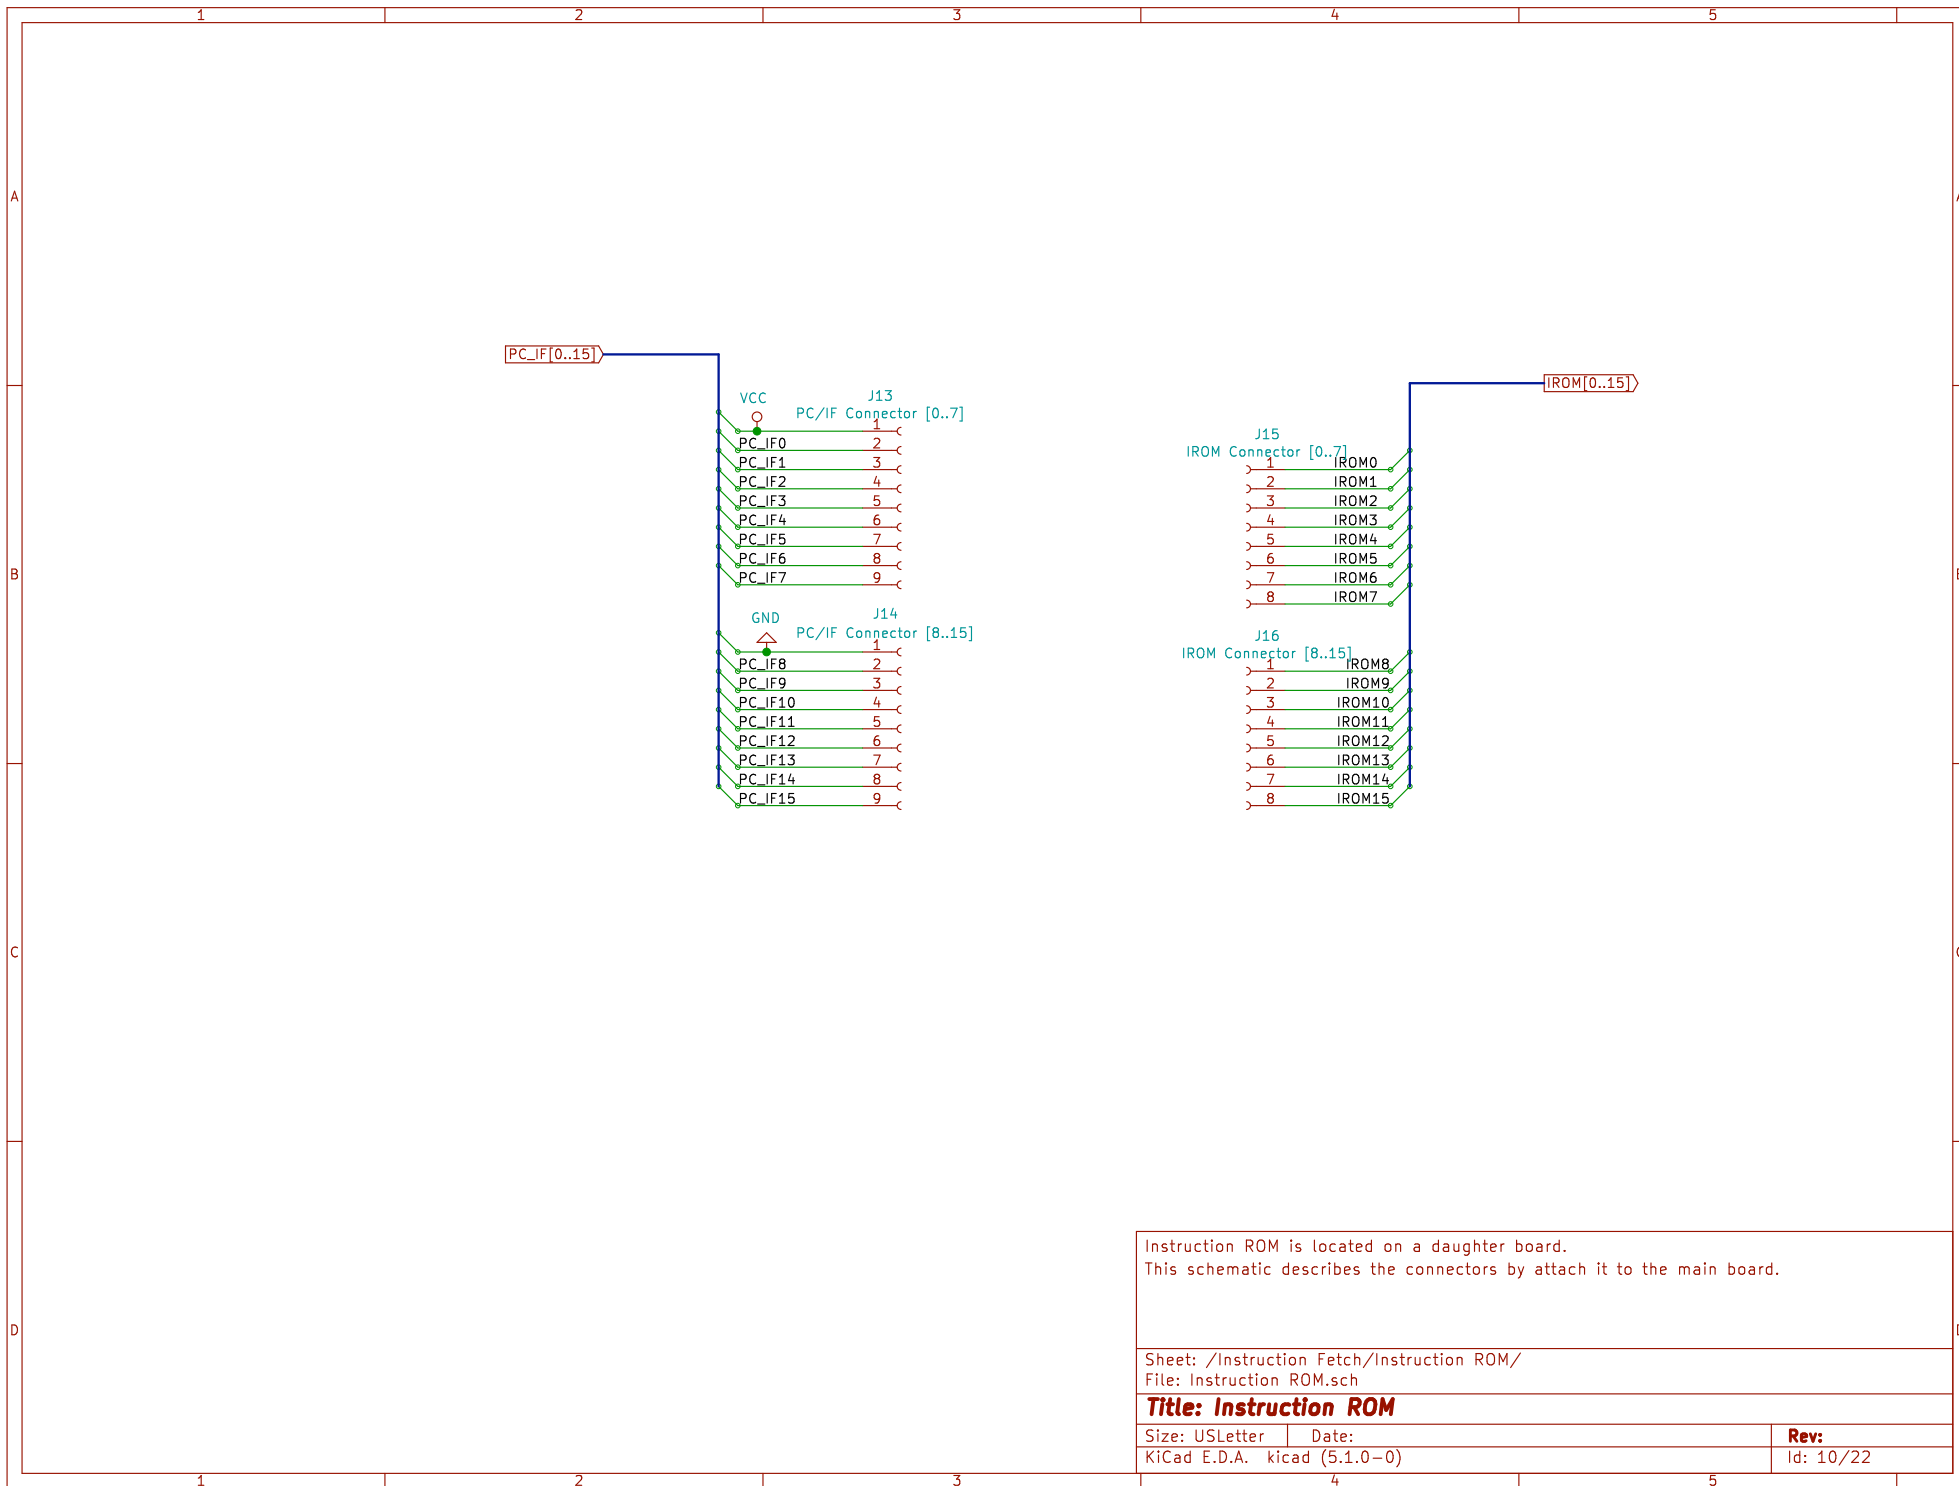 1 2 3 4 5
A
B
C
D
PC_IF[0..15]
VCC
J13
PC/IF Connector [0..7]
1
PC_IF0 2
PC_IF1 3
PC_IF2 4
PC_IF3 5
PC_IF4 6
PC_IF5 7
PC_IF6 8
PC_IF7 9
GND
J14
PC/IF Connector [8..15]
1
PC_IF8 2
PC_IF9 3
PC_IF10 4
PC_IF11 5
PC_IF12 6
PC_IF13 7
PC_IF14 8
PC_IF15 9
IROM[0..15]
J15
IROM Connector [0..7]
1 IROM0
2 IROM1
3 IROM2
4 IROM3
5 IROM4
6 IROM5
7 IROM6
8 IROM7
J16
IROM Connector [8..15]
1 IROM8
2 IROM9
3 IROM10
4 IROM11
5 IROM12
6 IROM13
7 IROM14
8 IROM15
Instruction ROM is located on a daughter board.
This schematic describes the connectors by attach it to the main board.
Sheet: /Instruction Fetch/Instruction ROM/
File: Instruction ROM.sch
Title: Instruction ROM
Size: USLetter Date: Rev:
KiCad E.D.A. kicad (5.1.0-0) Id: 10/22
1 2 3 4 5